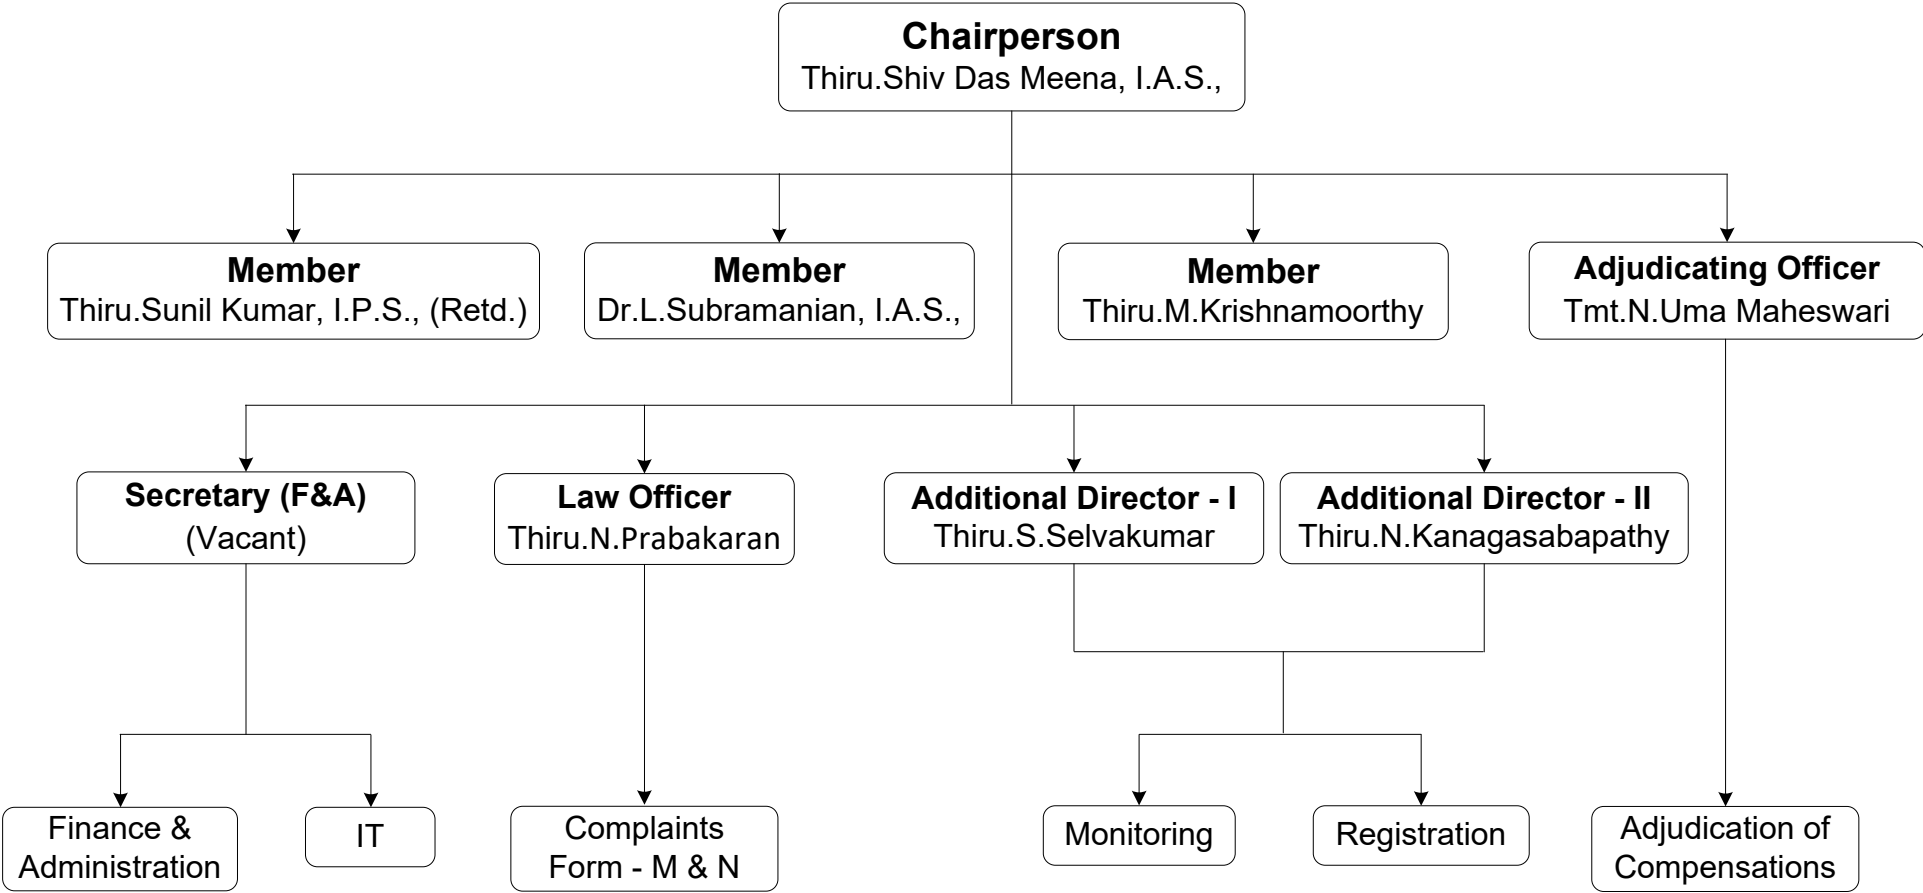 Chairperson
Thiru.Shiv Das Meena, I.A.S.,
Member
Thiru.Sunil Kumar, I.P.S., (Retd.)
Member
Dr.L.Subramanian, I.A.S.,
Member
Thiru.M.Krishnamoorthy
Adjudicating Officer
Tmt.N.Uma Maheswari
Secretary (F&A)
(Vacant)
Law Officer
Thiru.N.Prabakaran
Additional Director - I
Thiru.S.Selvakumar
Additional Director - II
Thiru.N.Kanagasabapathy
Finance &
Administration
IT
Complaints
Form - M & N
Monitoring
Registration
Adjudication of
Compensations